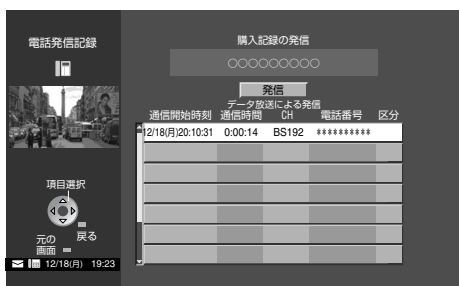 電話発信記録
購入記録の発信
○○○○○○○○○
発信
データ放送による発信
通信開始時刻 通信時間 CH 電話番号 区分
12/18(月)20:10:31 0:00:14 BS192 **********
項目選択
戻る
元の
画面
12/18(月) 19:23